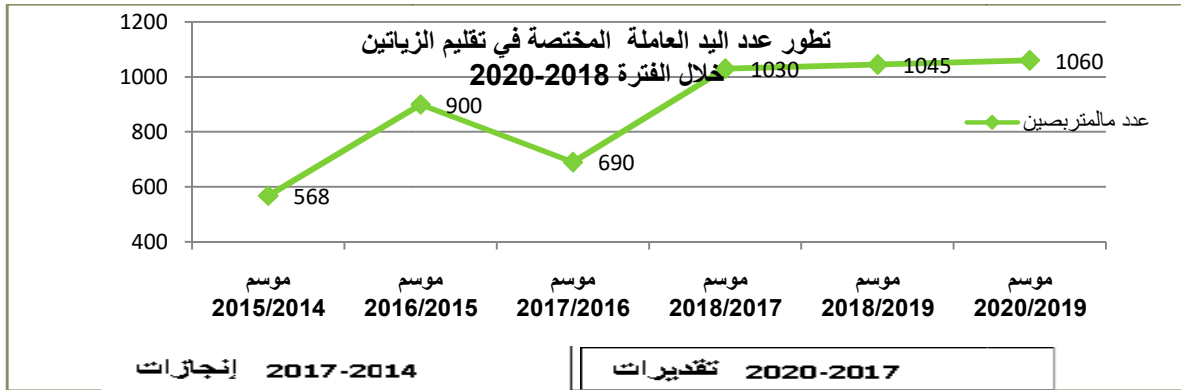 تطور عدد اليد العاملة المختصة في تقليم الزياتين
خلال الفترة 2018-2020
1200
1000
800
600
400
568
900
690
1030
1045
1060
عدد مالمتربصين
موسم 2015/2014
موسم 2016/2015
موسم 2017/2016
موسم 2018/2017
موسم 2018/2019
موسم 2020/2019
إنجازات 2017-2014
تقديرات 2020-2017